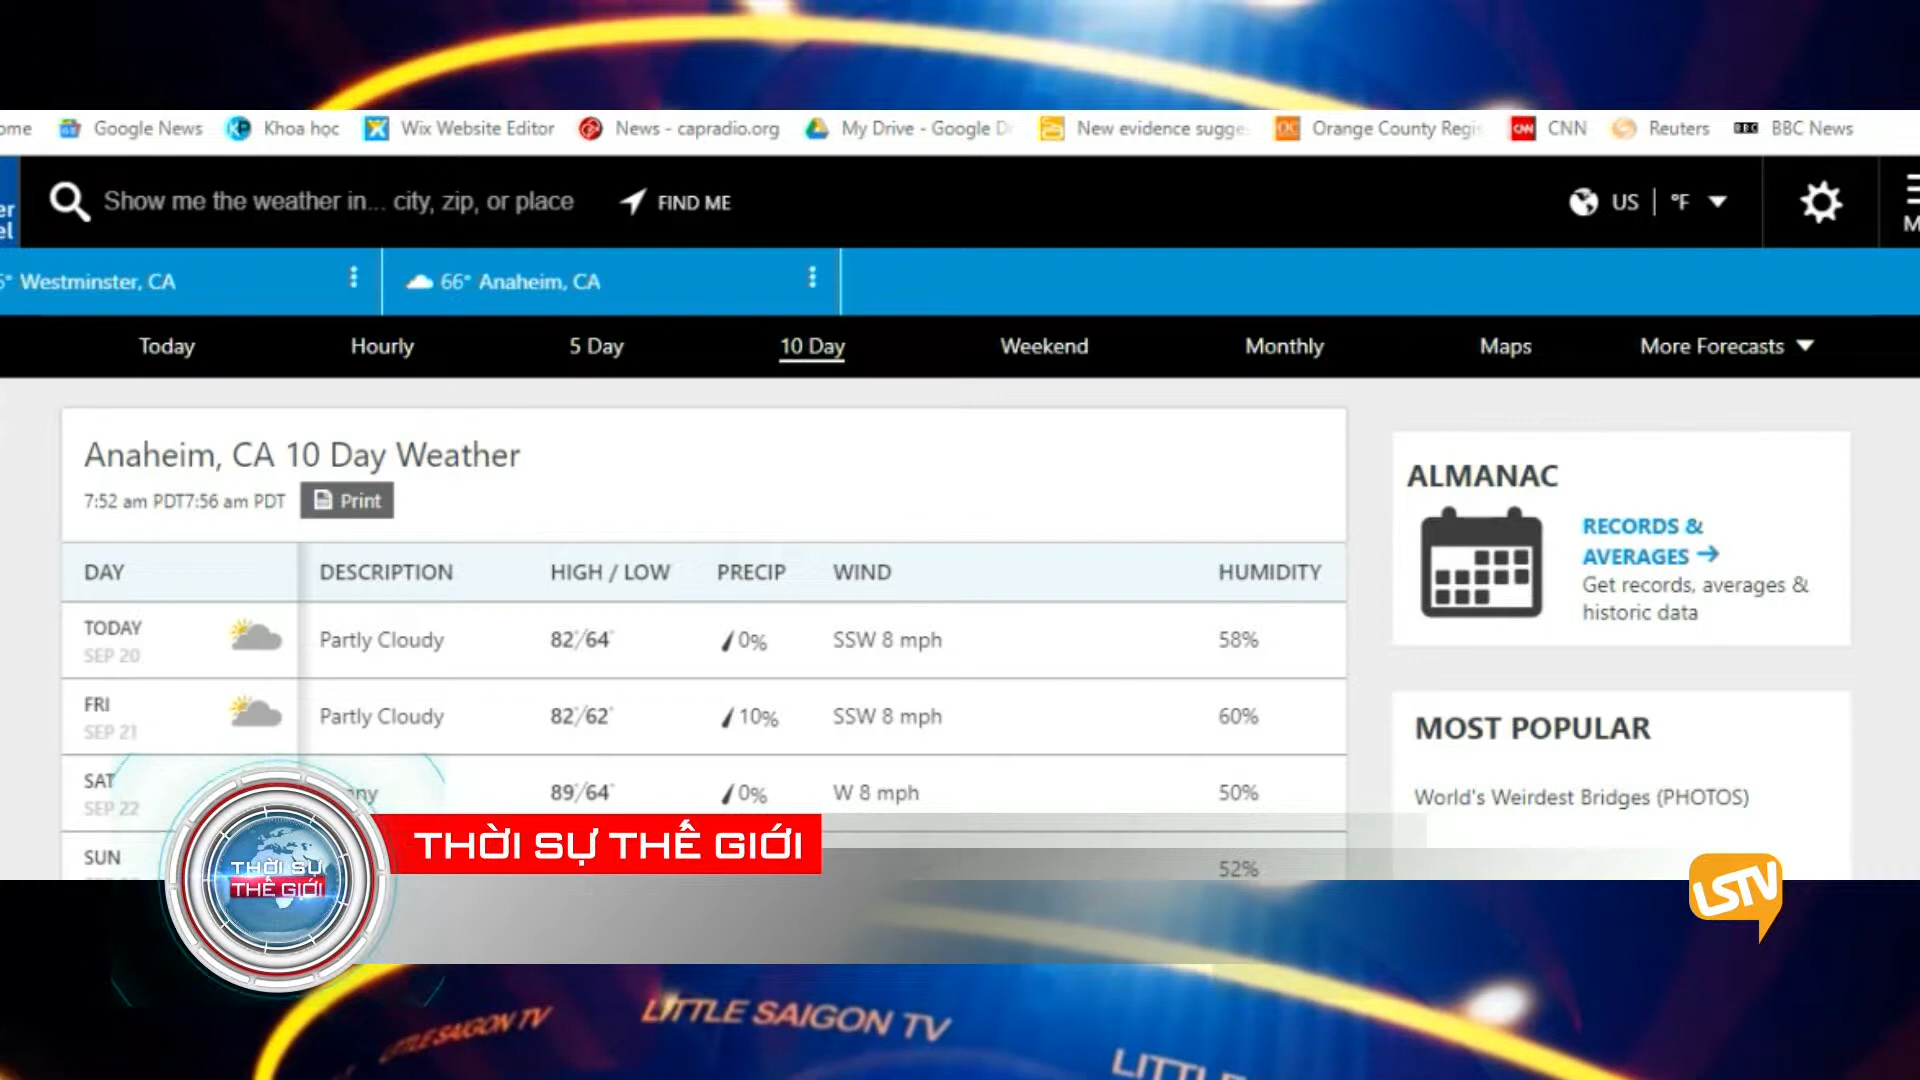 Google News
Khoa học
Wix Website Editor
News - capradio.org
My Drive - Google D
New evidence sugge
Orange County Regi
CNN
Reuters
BBC News
Show me the weather in... city, zip, or place
FIND ME
US
°F
Westminster, CA
66° Anaheim, CA
Today
Hourly
5 Day
10 Day
Weekend
Monthly
Maps
More Forecasts
Anaheim, CA 10 Day Weather
7:52 am PDT7:56 am PDT
Print
DAY DESCRIPTION HIGH / LOW PRECIP WIND HUMIDITY
TODAY
SEP 20
Partly Cloudy 82°/64° 0% SSW 8 mph 58%
FRI
SEP 21
Partly Cloudy 82°/62° 10% SSW 8 mph 60%
SAT
SEP 22
89°/64° 0% W 8 mph 50%
SUN
52%
ALMANAC
RECORDS &
AVERAGES
Get records, averages &
historic data
MOST POPULAR
World's Weirdest Bridges (PHOTOS)
THỜI SỰ THẾ GIỚI
THỜI SỰ
THẾ GIỚI
LSTV
LITTLE SAIGON TV
LITTLE SAIGON TV